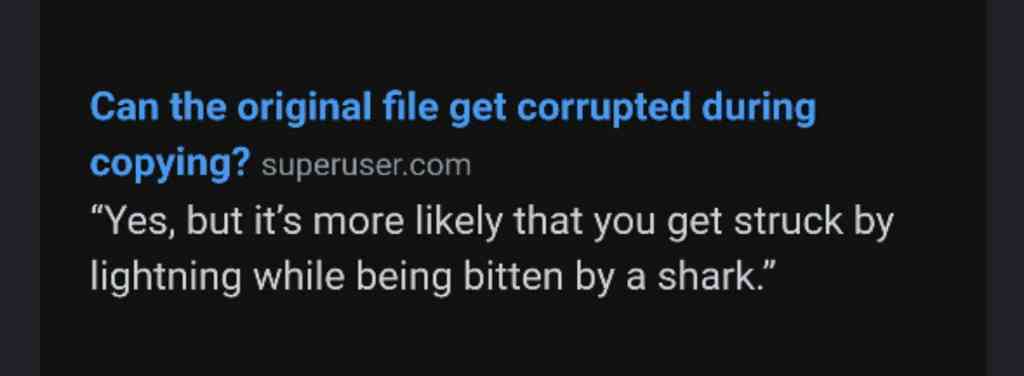 Can the original file get corrupted during
copying? superuser.com
“Yes, but it’s more likely that you get struck by
lightning while being bitten by a shark.”